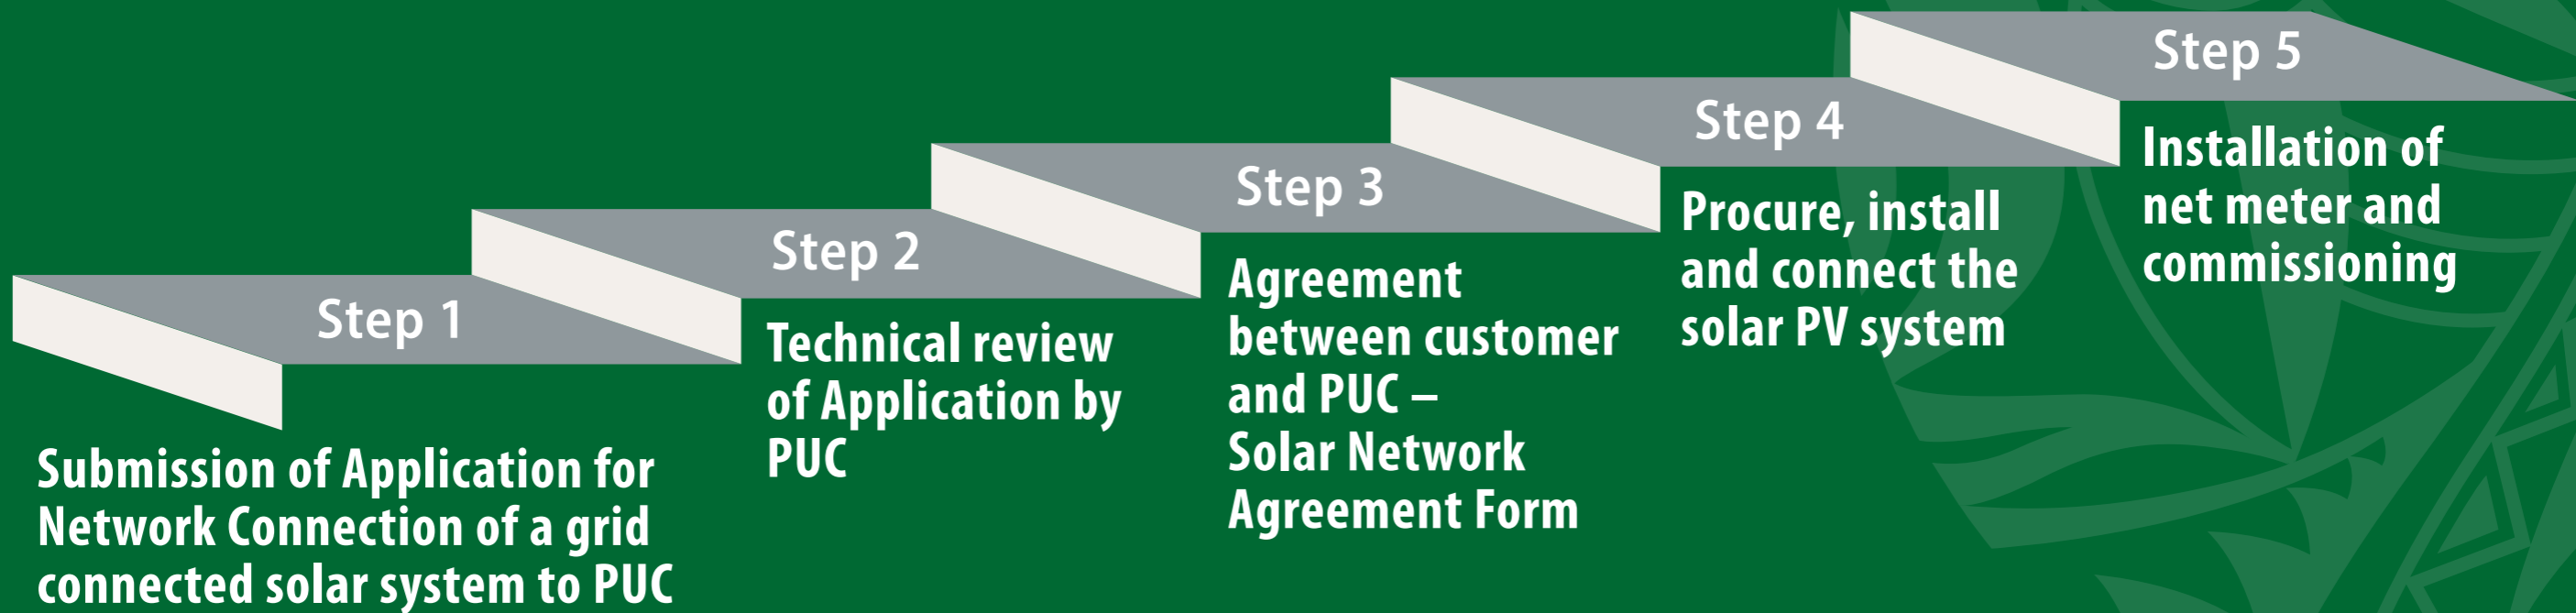 Step 1
Submission of Application for
Network Connection of a grid
connected solar system to PUC
Step 2
Technical review
of Application by
PUC
Step 3
Agreement
between customer
and PUC –
Solar Network
Agreement Form
Step 4
Procure, install
and connect the
solar PV system
Step 5
Installation of
net meter and
commissioning